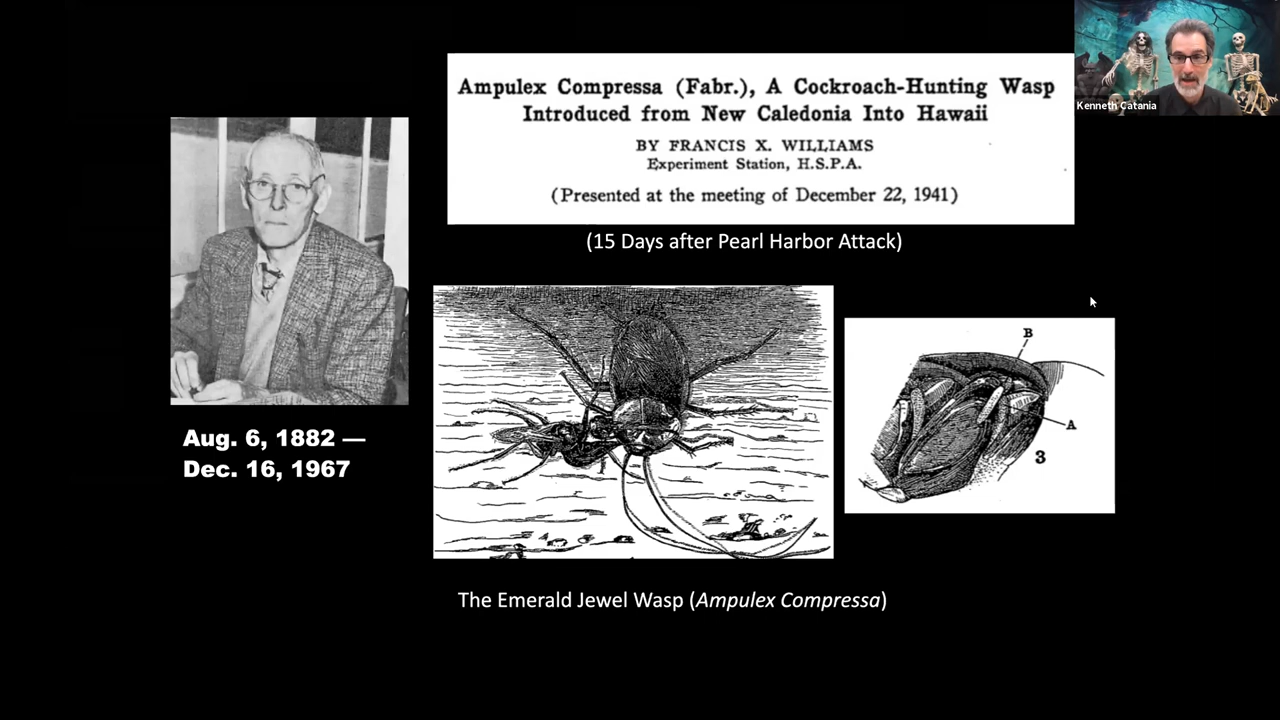 Ampulex Compressa (Fabr.), A Cockroach-Hunting Wasp
Introduced from New Caledonia Into Hawaii
BY FRANCIS X. WILLIAMS
Experiment Station, H.S.P.A.
(Presented at the meeting of December 22, 1941)
Kenneth Catania
(15 Days after Pearl Harbor Attack)
B
A
3
Aug. 6, 1882 —
Dec. 16, 1967
The Emerald Jewel Wasp (Ampulex Compressa)